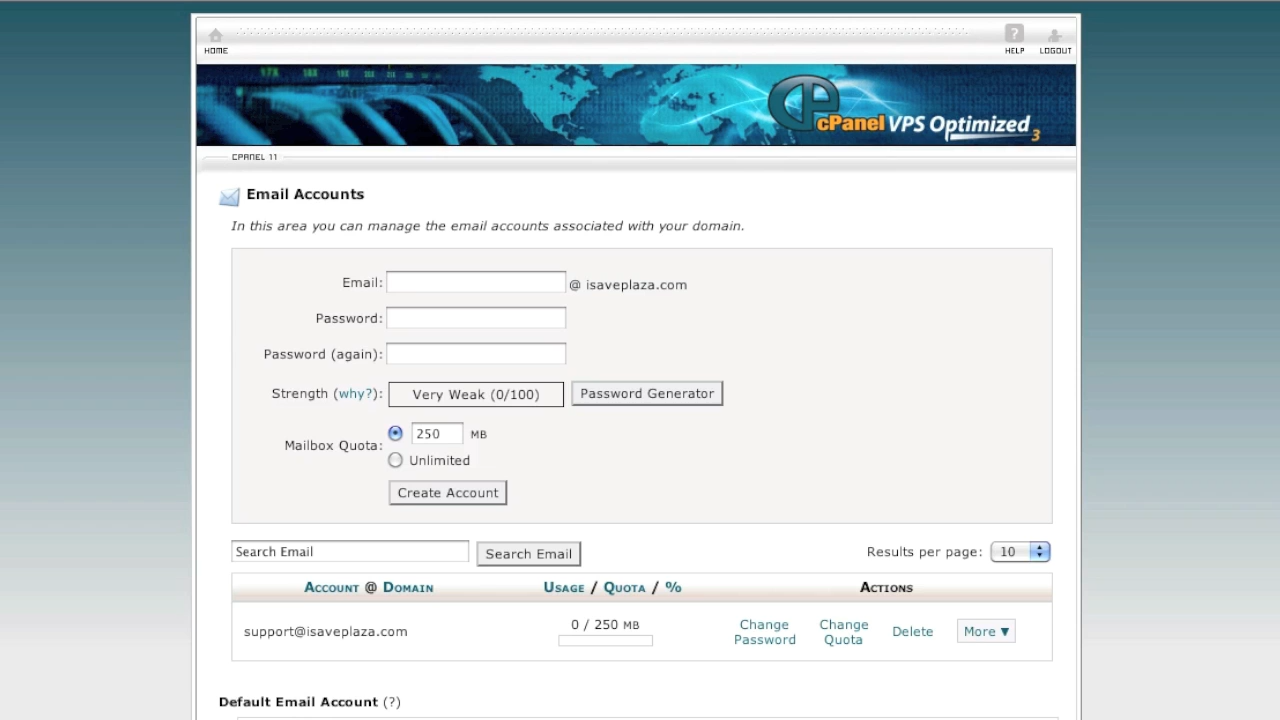 HOME
HELP
LOGOUT
cPanel VPS Optimized 3
CPANEL 11
Email Accounts
In this area you can manage the email accounts associated with your domain.
Email: @ isaveplaza.com
Password:
Password (again):
Strength (why?): Very Weak (0/100) Password Generator
Mailbox Quota: 250 MB
Unlimited
Create Account
Search Email Search Email Results per page: 10
Account @ Domain Usage / Quota / % Actions
support@isaveplaza.com 0 / 250 MB Change Password Change Quota Delete More ▼
Default Email Account (?)